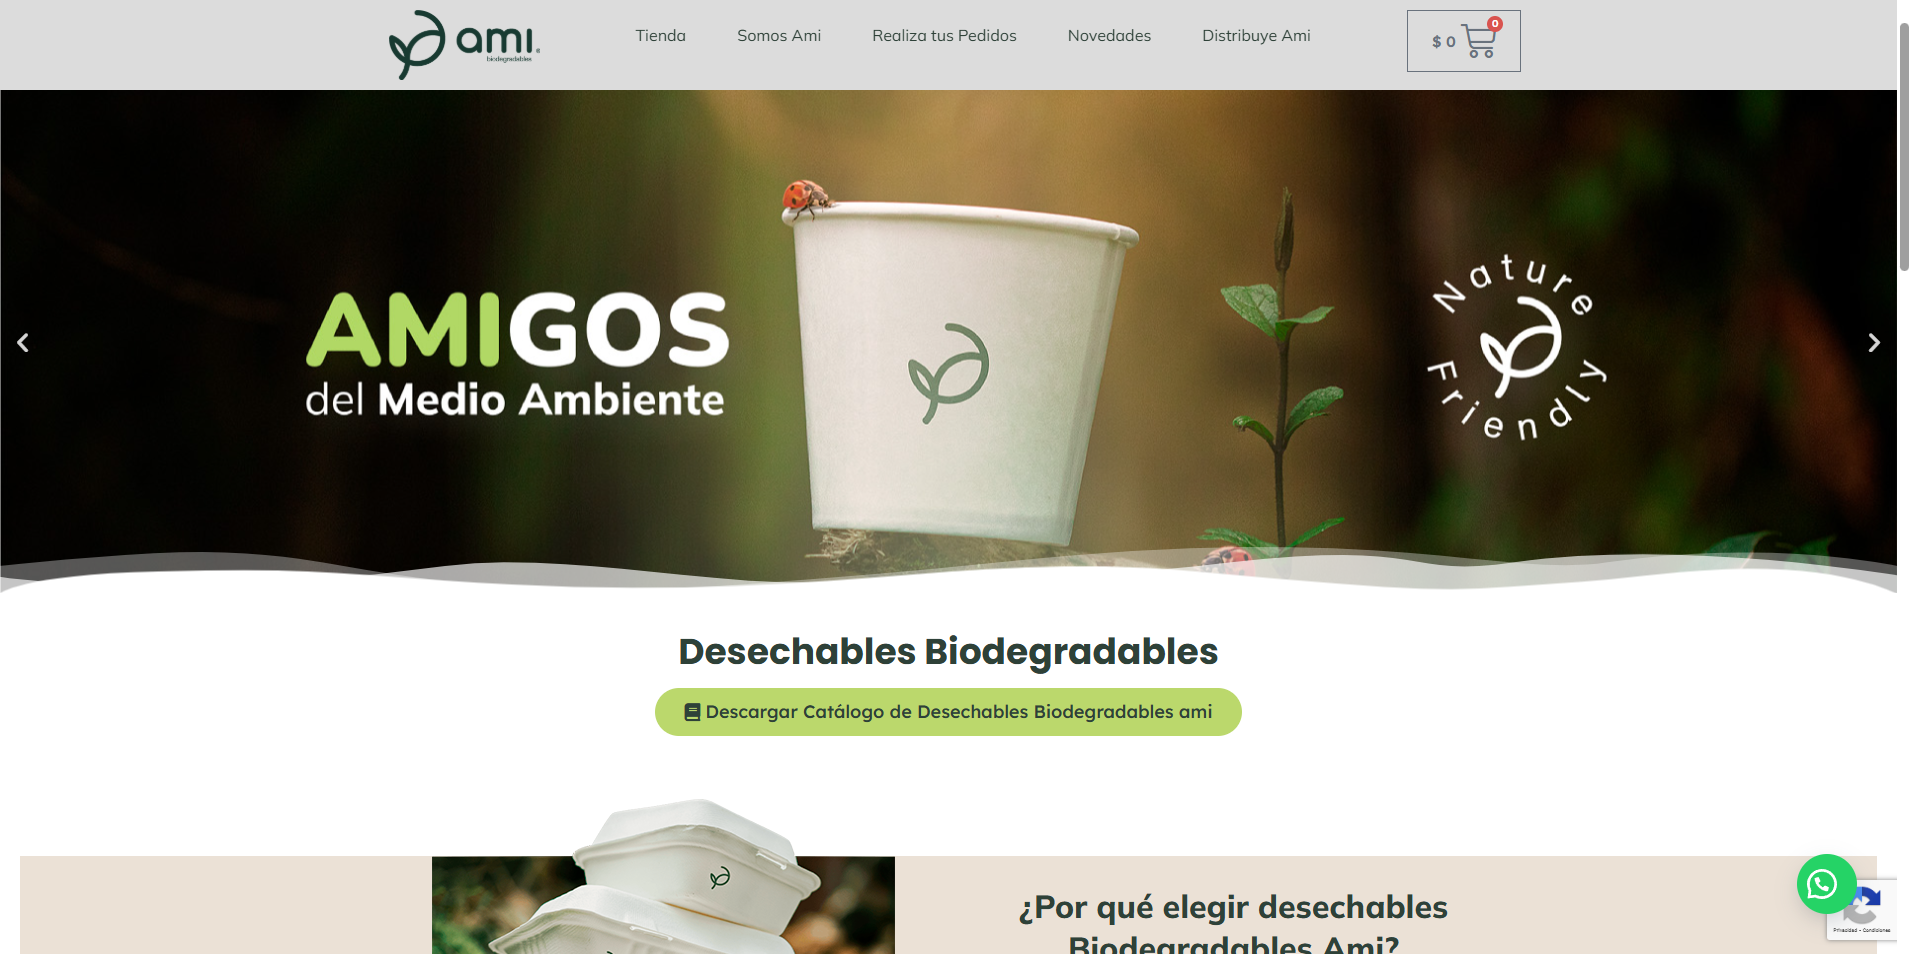 ami.
biodegradables
Tienda
Somos Ami
Realiza tus Pedidos
Novedades
Distribuye Ami
$ 0
0
AMIGOS
del Medio Ambiente
Nature
Friendly
Desechables Biodegradables
Descargar Catálogo de Desechables Biodegradables ami
¿Por qué elegir desechables
Biodegradables Ami?
Privacidad - Condiciones